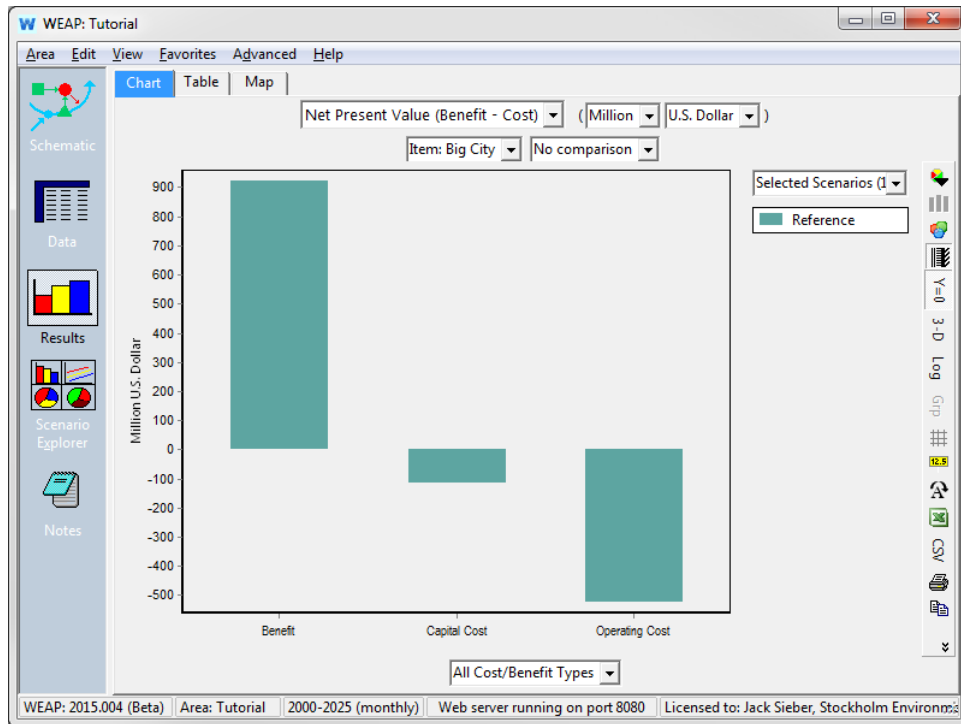 WEAP: Tutorial
Area Edit View Favorites Advanced Help
Chart Table Map
Net Present Value (Benefit - Cost) ( Million U.S. Dollar )
Item: Big City No comparison
Schematic
Data
Results
Scenario
Explorer
Notes
Million U.S. Dollar
900
800
700
600
500
400
300
200
100
0
-100
-200
-300
-400
-500
Benefit Capital Cost Operating Cost
All Cost/Benefit Types
Selected Scenarios (1
Reference
Y=0
3-D
Log
Grp
12.5
A
CSV
WEAP: 2015.004 (Beta) Area: Tutorial 2000-2025 (monthly) Web server running on port 8080 Licensed to: Jack Sieber, Stockholm Environme